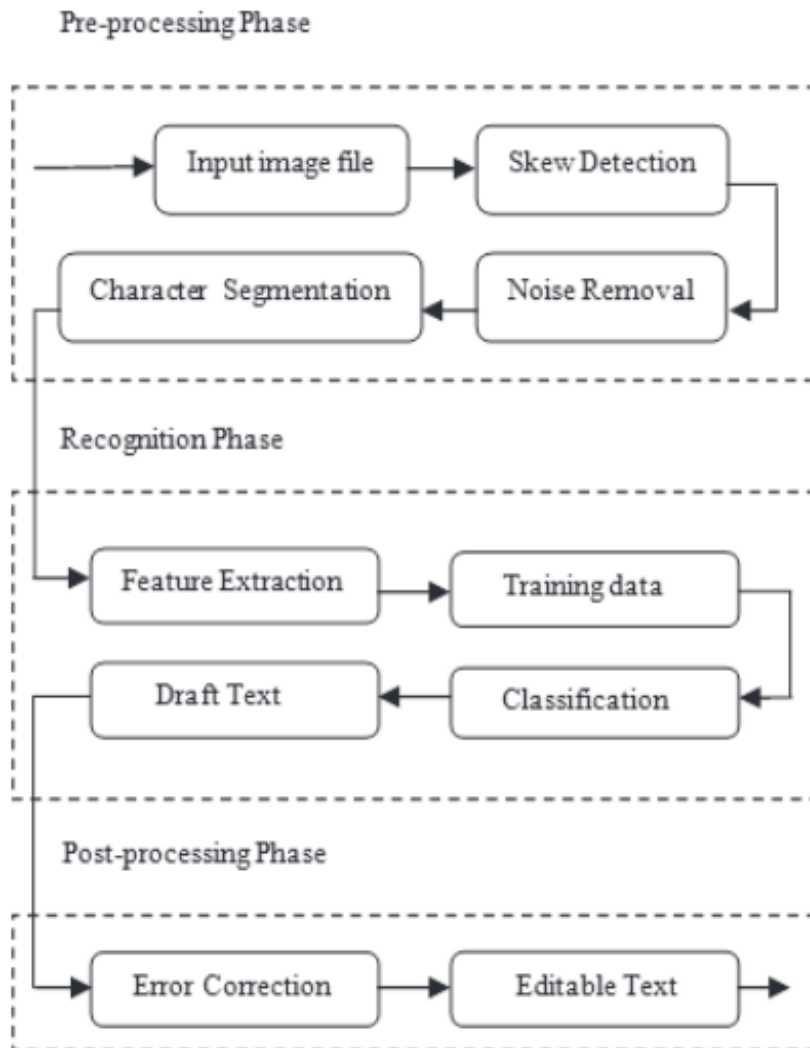 Pre-processing Phase
Input image file
Skew Detection
Noise Removal
Character Segmentation
Recognition Phase
Feature Extraction
Training data
Classification
Draft Text
Post-processing Phase
Error Correction
Editable Text